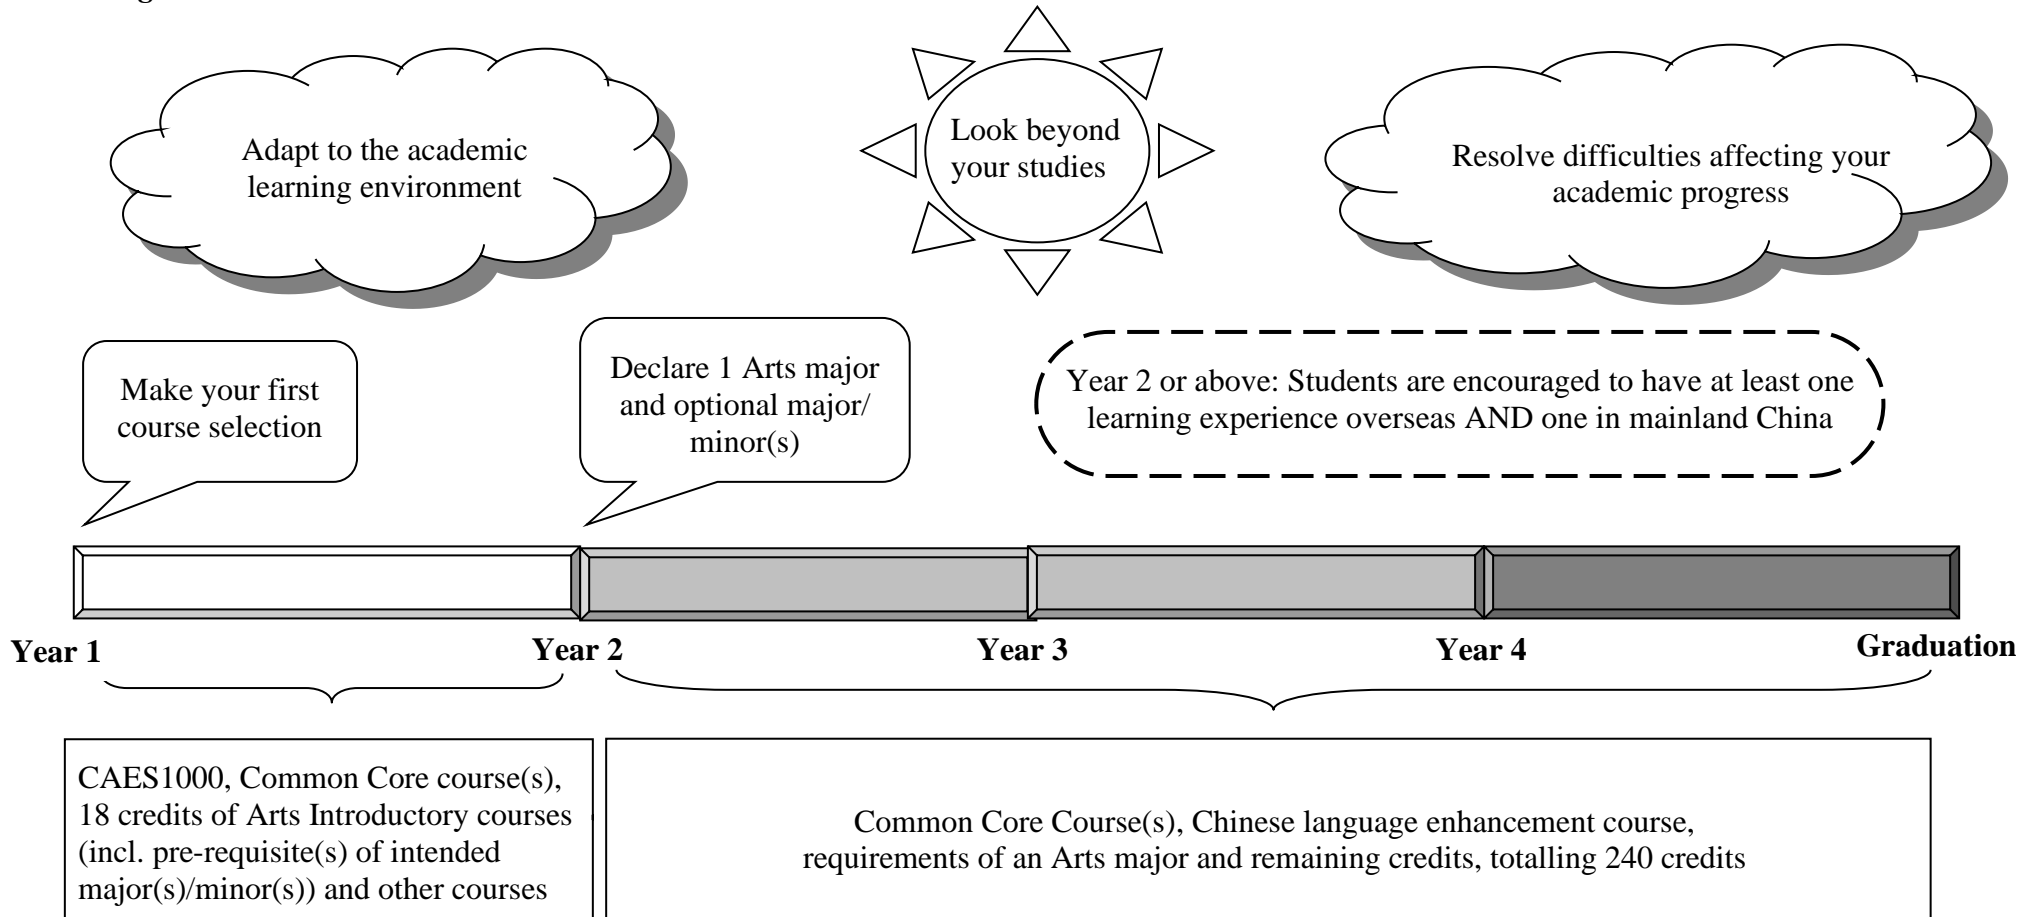 Adapt to the academic
learning environment
Look beyond
your studies
Resolve difficulties affecting your
academic progress
Make your first
course selection
Declare 1 Arts major
and optional major/
minor(s)
Year 2 or above: Students are encouraged to have at least one
learning experience overseas AND one in mainland China
Year 1
Year 2
Year 3
Year 4
Graduation
CAES1000, Common Core course(s),
18 credits of Arts Introductory courses
(incl. pre-requisite(s) of intended
major(s)/minor(s)) and other courses
Common Core Course(s), Chinese language enhancement course,
requirements of an Arts major and remaining credits, totalling 240 credits